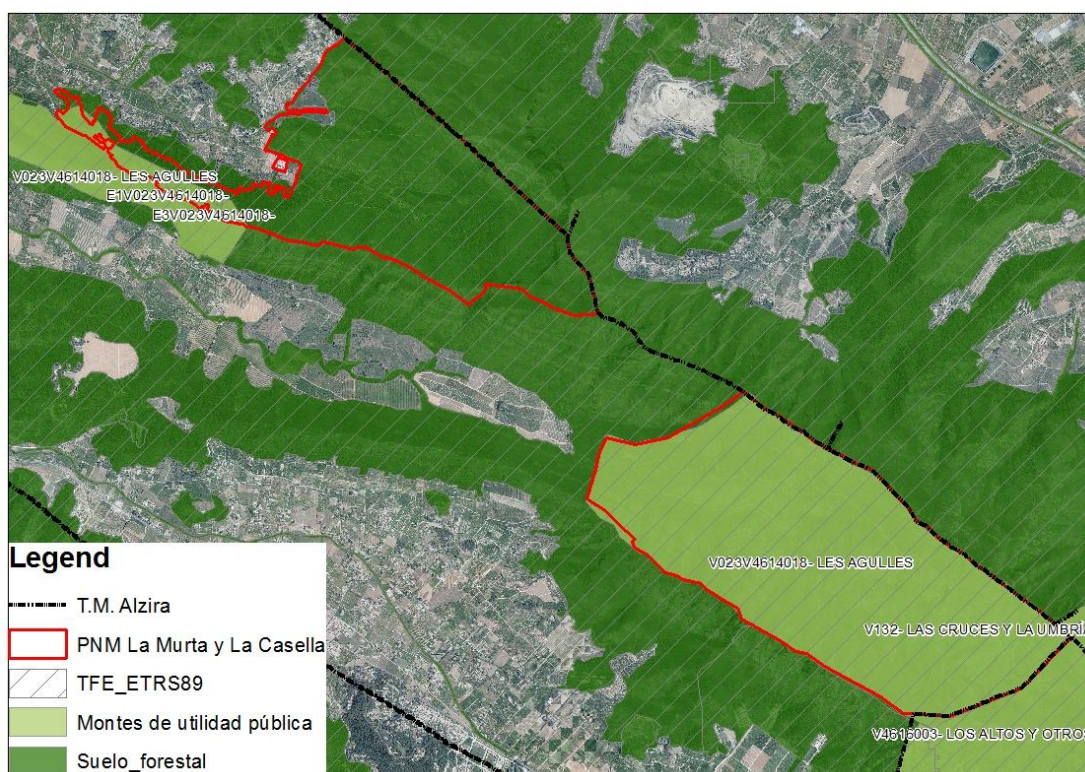 V023V4614018- LES AGULLES
E1V023V4614018-
E3V023V4614018-
V023V4614018- LES AGULLES
V132- LAS CRUCES Y LA UMBRÍ
V4616003- LOS ALTOS Y OTROS
Legend
T.M. Alzira
PNM La Murta y La Casella
TFE_ETRS89
Montes de utilidad pública
Suelo_forestal